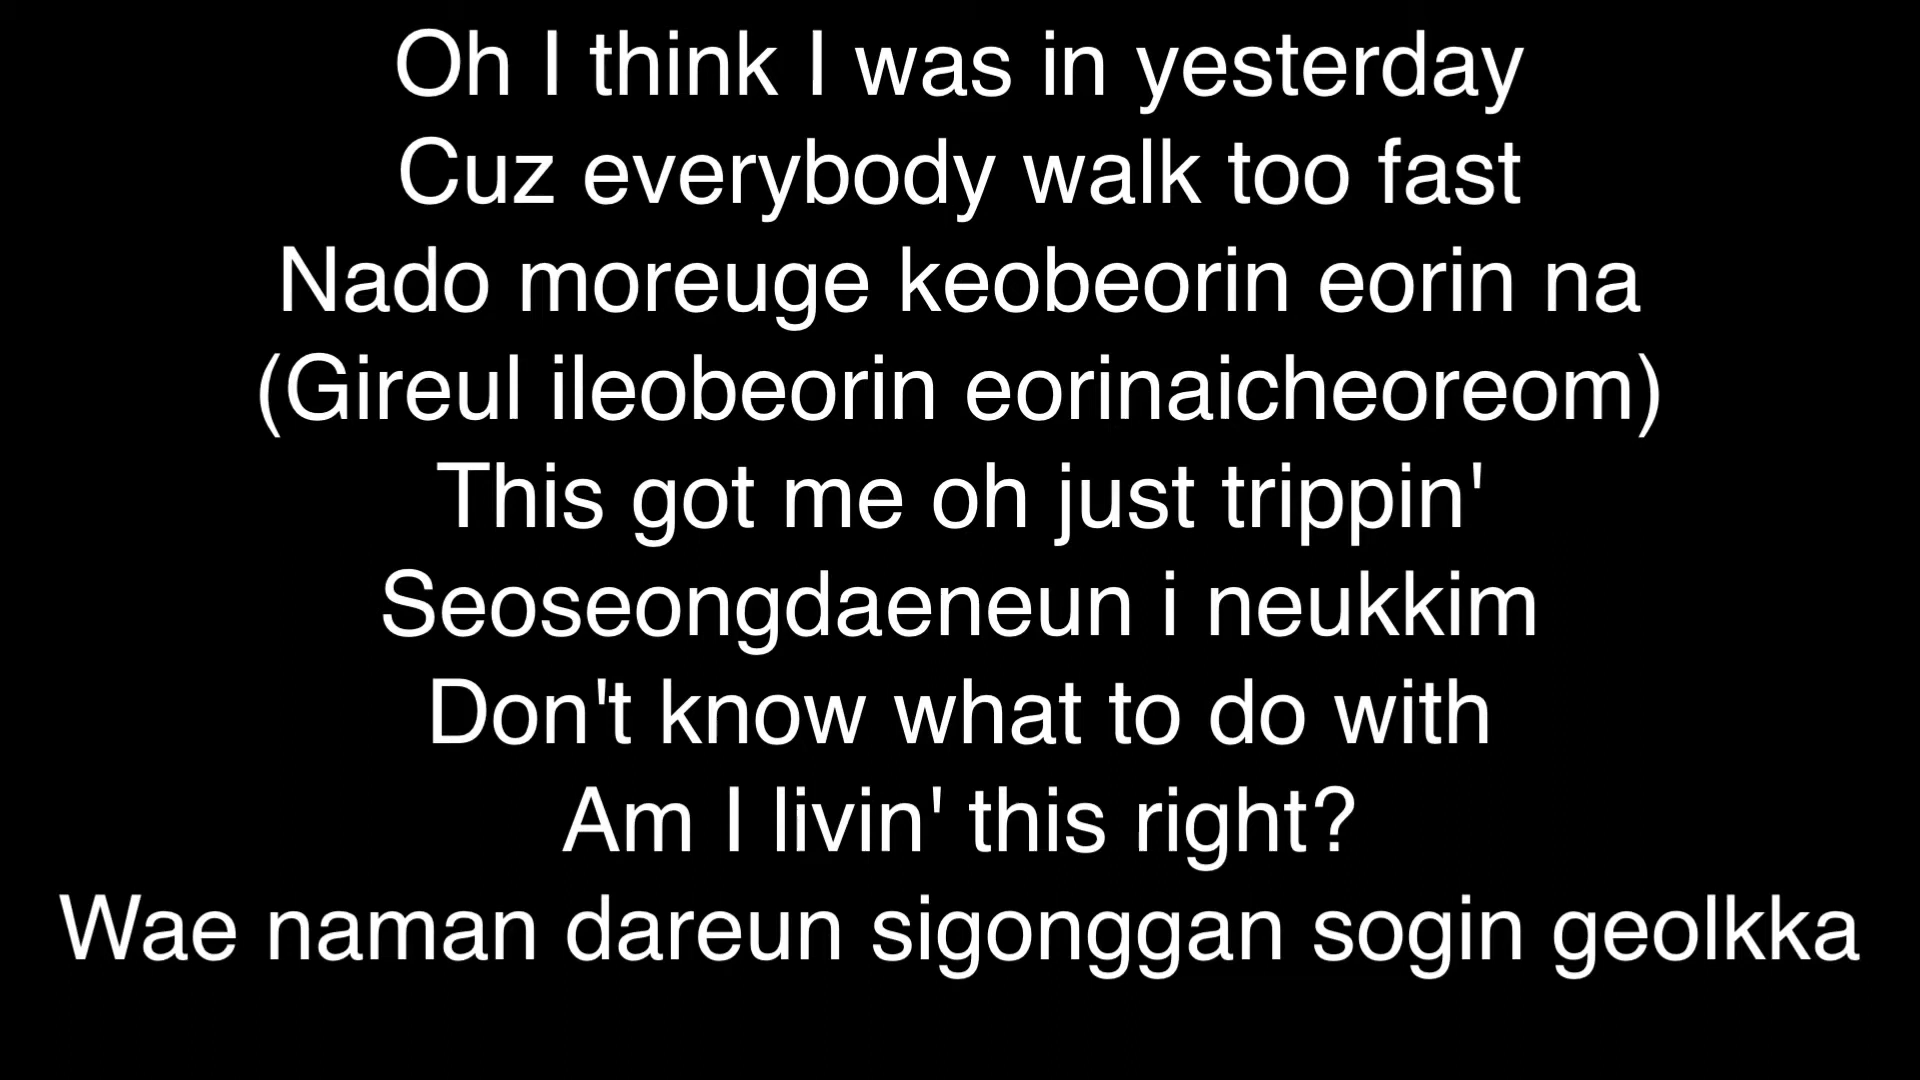 Oh I think I was in yesterday
Cuz everybody walk too fast
Nado moreuge keobeorin eorin na
(Gireul ileobeorin eorinaicheoreom)
This got me oh just trippin'
Seoseongdaeneun i neukkim
Don't know what to do with
Am I livin' this right?
Wae naman dareun sigonggan sogin geolkka